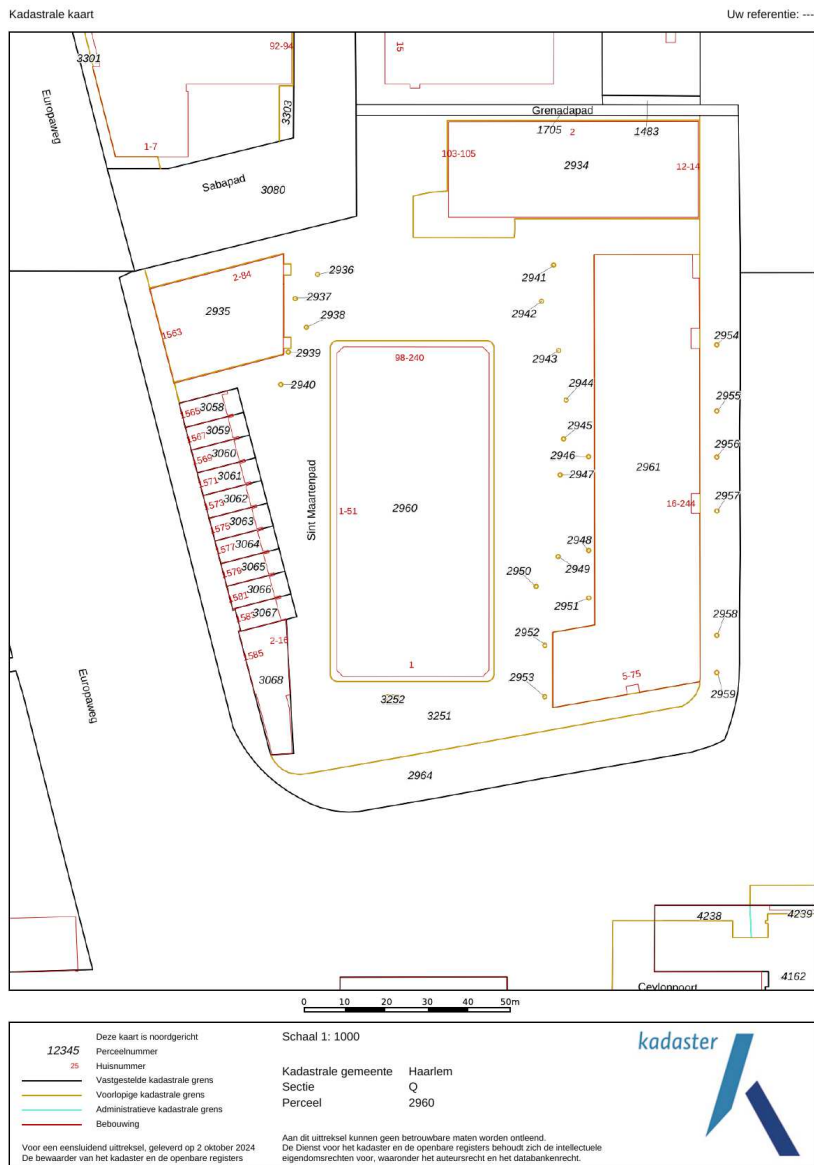 Kadastrale kaart
Uw referentie: ---
3301
92-94
15
3303
Europaweg
Grenadapad
1-7
1705
2
1483
103-105
2934
12-14
Sabapad
3080
2-84
2936
2941
2935
2937
2942
2938
1563
2954
2939
98-240
2943
2940
2944
2955
1565
3058
2945
1567
3059
2956
1569
3060
2946
2961
1571
3061
2947
2957
1573
3062
Sint Maartenpad
1-51
2960
16-244
1575
3063
1577
3064
2948
1579
3065
2950
2949
1581
3066
2951
1583
3067
2958
2-16
2952
1585
1
5-75
3068
2953
2959
Europaweg
3252
3251
2964
4238
4239
4162
Ceylonpoort
0 10 20 30 40 50m
Deze kaart is noordgericht
12345 Perceelnummer
25 Huisnummer
Vastgestelde kadastrale grens
Voorlopige kadastrale grens
Administratieve kadastrale grens
Bebouwing
Voor een eensluidend uittreksel, geleverd op 2 oktober 2024
De bewaarder van het kadaster en de openbare registers
Schaal 1: 1000
Kadastrale gemeente Haarlem
Sectie Q
Perceel 2960
Aan dit uittreksel kunnen geen betrouwbare maten worden ontleend.
De Dienst voor het kadaster en de openbare registers behoudt zich de intellectuele
eigendomsrechten voor, waaronder het auteursrecht en het databankenrecht.
kadaster